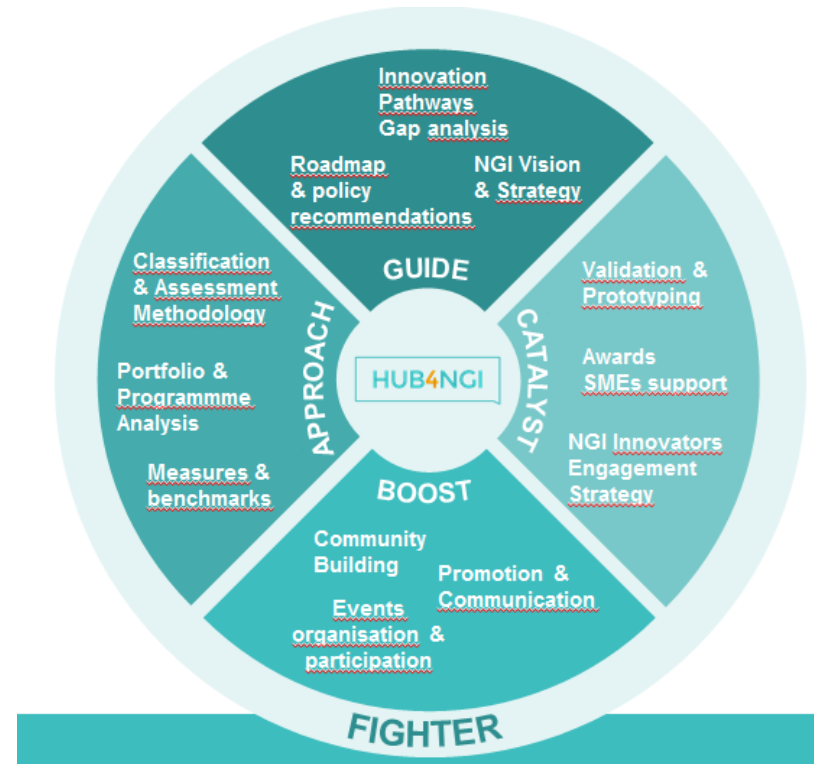 Innovation
Pathways
Gap analysis
Roadmap
& policy
recommendations
NGI Vision
& Strategy
GUIDE
Classification
& Assessment
Methodology
Portfolio &
Programmme
Analysis
Measures &
benchmarks
APPROACH
HUB4NGI
CATALYST
Validation &
Prototyping
Awards
SMEs support
NGI Innovators
Engagement
Strategy
BOOST
Community
Building
Promotion &
Communication
Events
organisation &
participation
FIGHTER